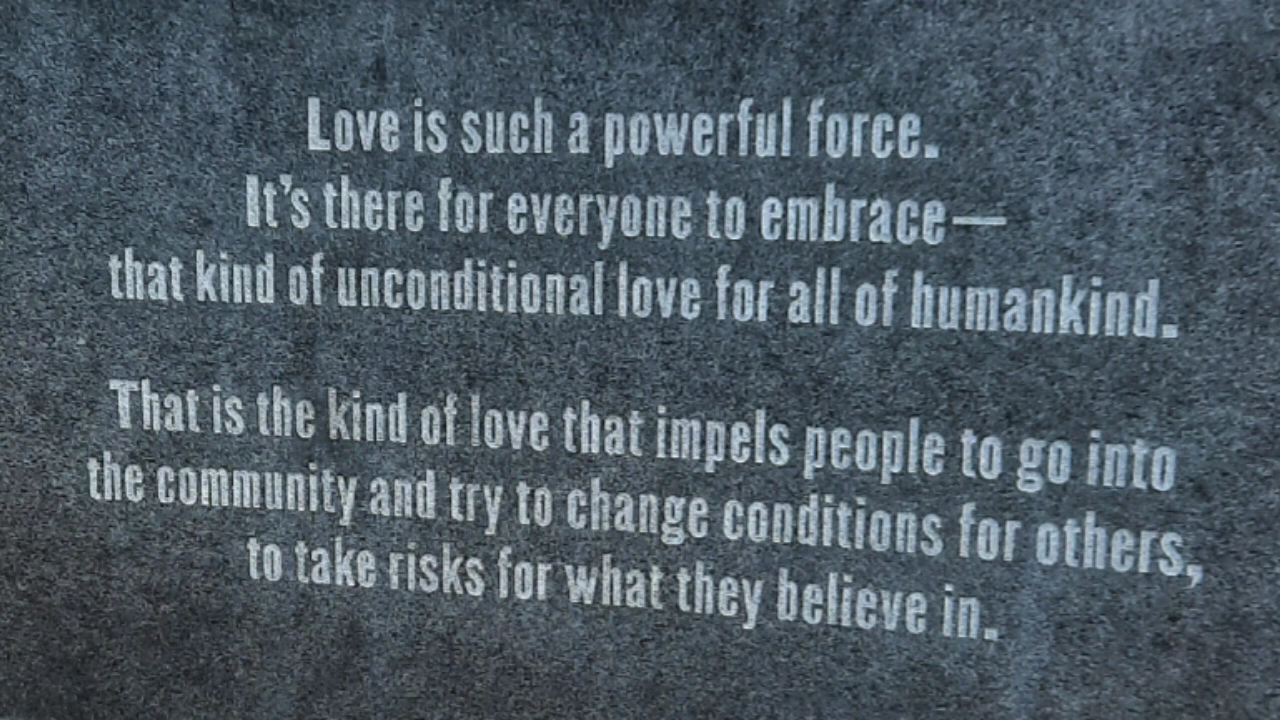 Love is such a powerful force.
It’s there for everyone to embrace—
that kind of unconditional love for all of humankind.
That is the kind of love that impels people to go into
the community and try to change conditions for others,
to take risks for what they believe in.